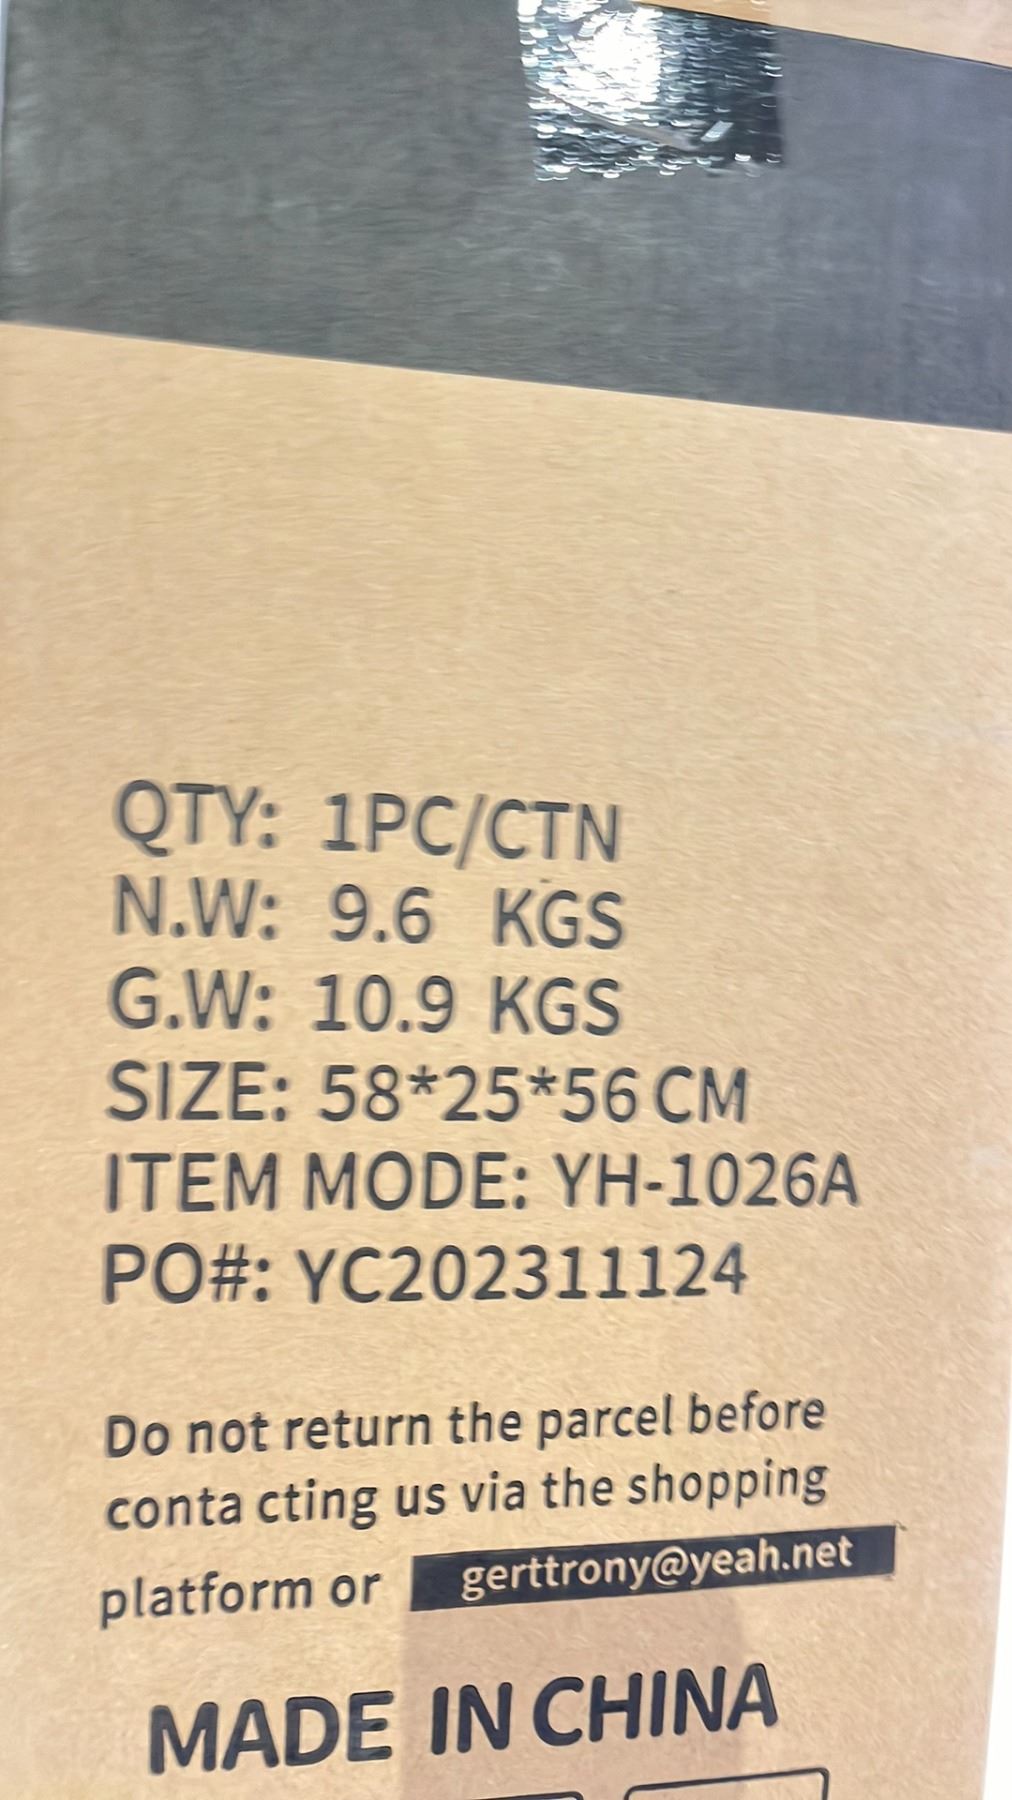 QTY: 1PC/CTN
N.W: 9.6 KGS
G.W: 10.9 KGS
SIZE: 58*25*56 CM
ITEM MODE: YH-1026A
PO#: YC202311124
Do not return the parcel before
conta cting us via the shopping
platform or gerttrony@yeah.net
MADE IN CHINA